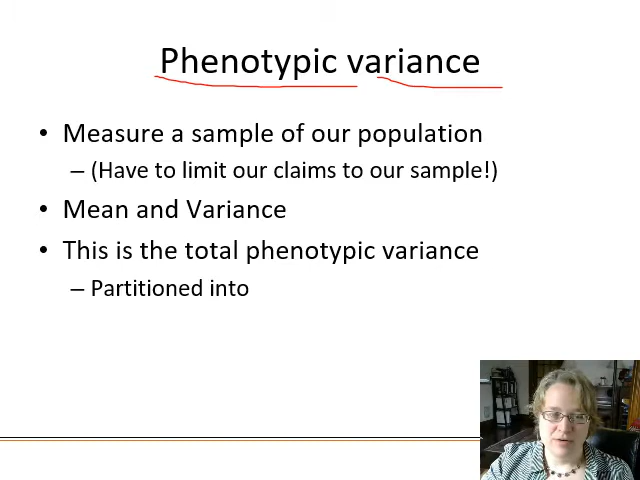 Phenotypic variance
• Measure a sample of our population
– (Have to limit our claims to our sample!)
• Mean and Variance
• This is the total phenotypic variance
– Partitioned into